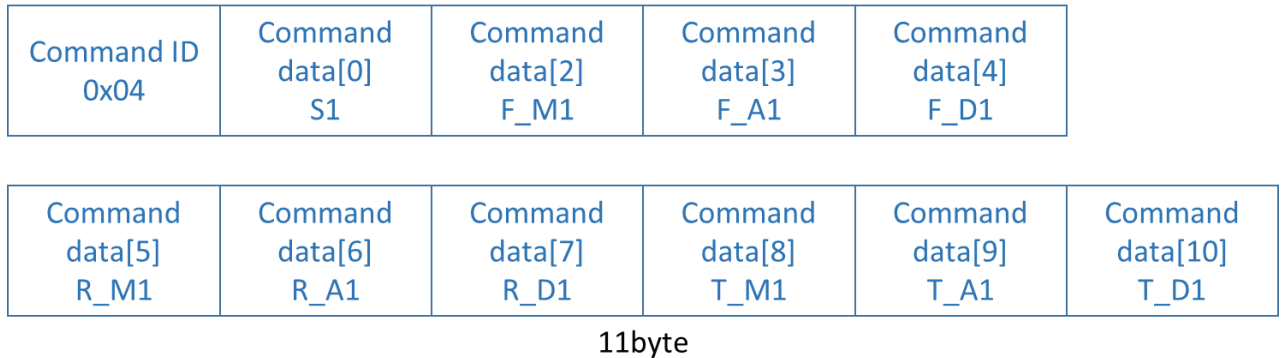 Command ID
0x04
Command
data[0]
S1
Command
data[2]
F_M1
Command
data[3]
F_A1
Command
data[4]
F_D1
Command
data[5]
R_M1
Command
data[6]
R_A1
Command
data[7]
R_D1
Command
data[8]
T_M1
Command
data[9]
T_A1
Command
data[10]
T_D1
11byte